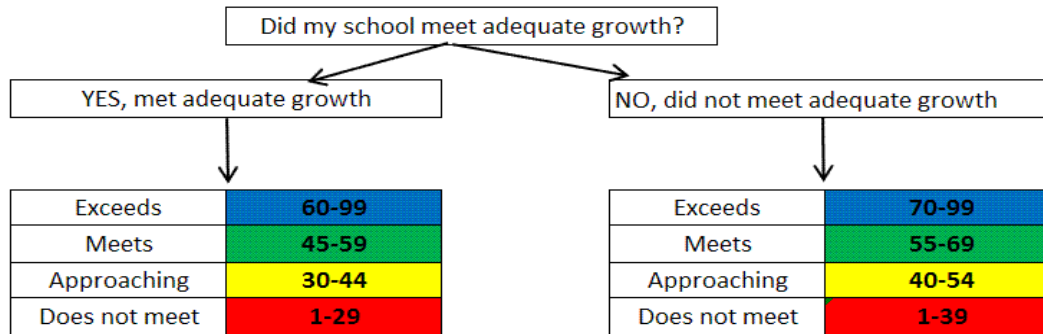 Did my school meet adequate growth?
YES, met adequate growth
NO, did not meet adequate growth
Exceeds 60-99
Meets 45-59
Approaching 30-44
Does not meet 1-29
Exceeds 70-99
Meets 55-69
Approaching 40-54
Does not meet 1-39